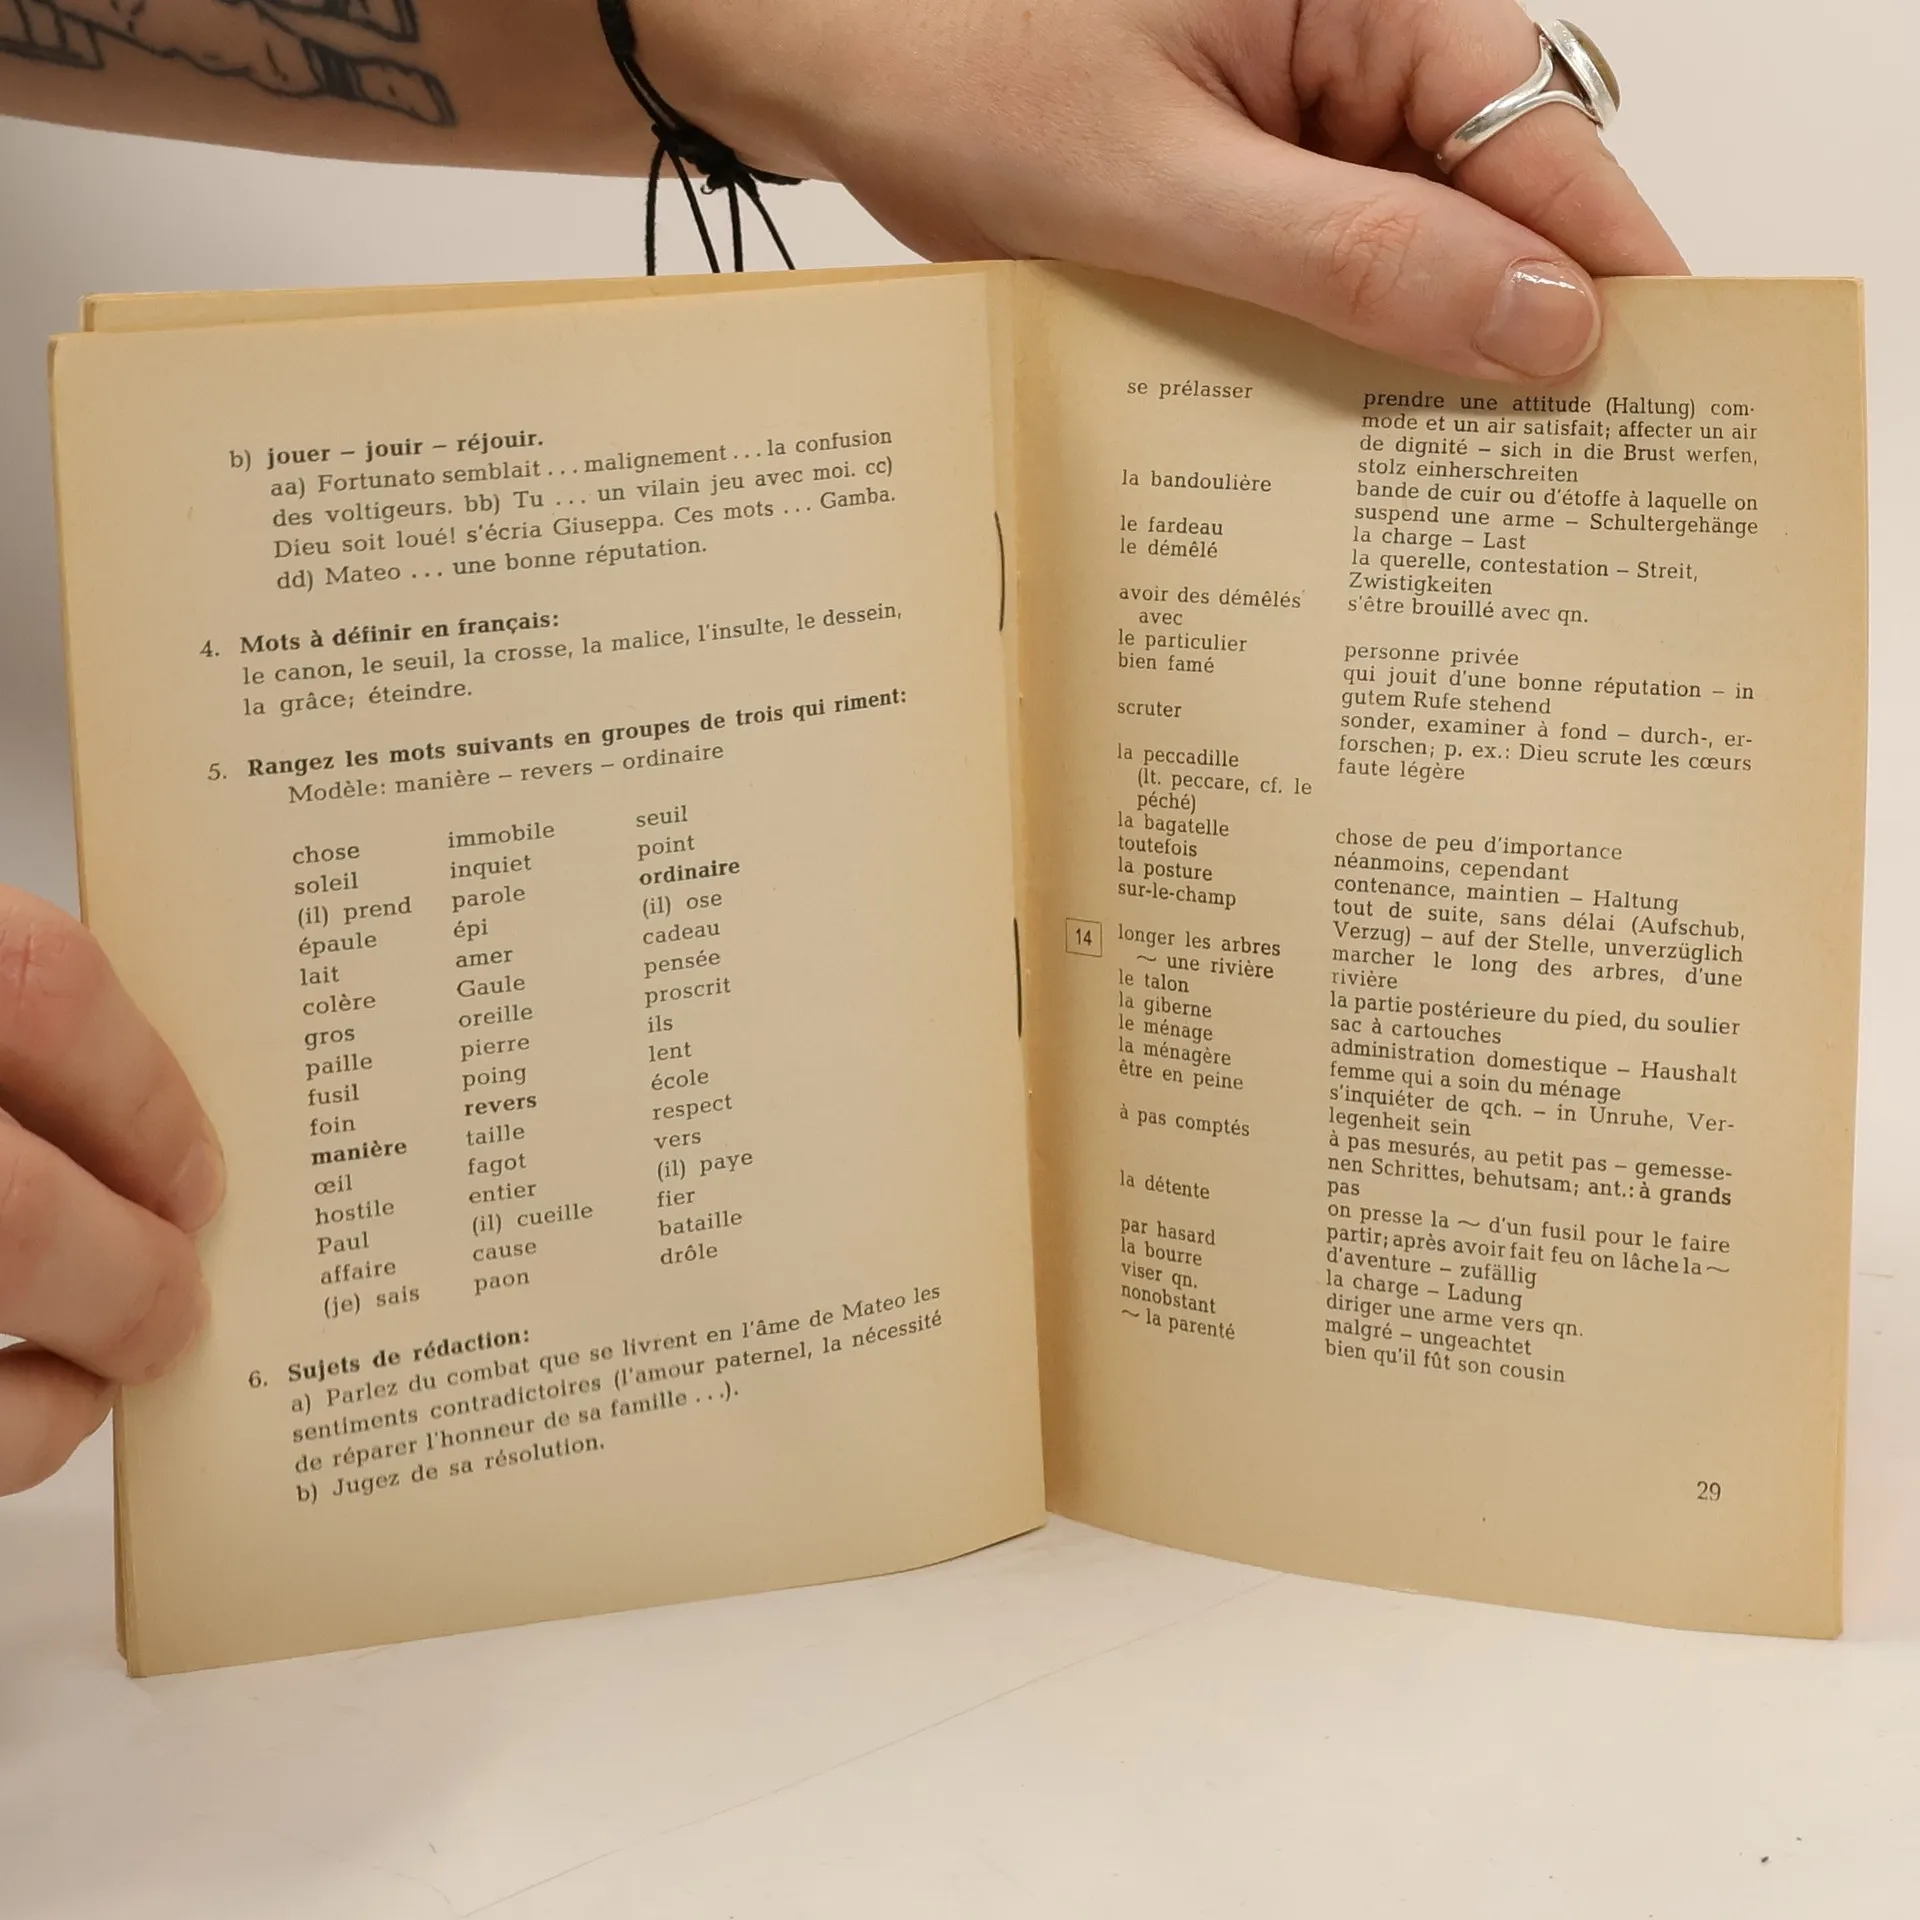 b) jouer – jouir – réjouir.
aa) Fortunato semblait ... malignement ... la confusion
des voltigeurs. bb) Tu ... un vilain jeu avec moi. cc)
Dieu soit loué! s'écria Giuseppa. Ces mots ... Gamba.
dd) Mateo ... une bonne réputation.
4. Mots à définir en français:
le canon, le seuil, la crosse, la malice, l'insulte, le dessein,
la grâce; éteindre.
5. Rangez les mots suivants en groupes de trois qui riment:
Modèle: manière – revers – ordinaire
chose immobile seuil
soleil inquiet point
(il) prend parole ordinaire
épaule épi (il) ose
lait amer cadeau
colère Gaule pensée
gros oreille proscrit
paille pierre ils
fusil poing lent
foin revers école
manière taille respect
œil fagot vers
hostile entier (il) paye
Paul (il) cueille fier
affaire cause bataille
(je) sais paon drôle
6. Sujets de rédaction:
a) Parlez du combat que se livrent en l'âme de Mateo les
sentiments contradictoires (l'amour paternel, la nécessité
de réparer l'honneur de sa famille ...).
b) Jugez de sa résolution.
se prélasser prendre une attitude (Haltung) com-
mode et un air satisfait; affecter un air
de dignité – sich in die Brust werfen,
stolz einherschreiten
la bandoulière bande de cuir ou d'étoffe à laquelle on
suspend une arme – Schultergehänge
le fardeau la charge – Last
le démêlé la querelle, contestation – Streit,
Zwistigkeiten
avoir des démêlés s'être brouillé avec qn.
avec
le particulier personne privée
bien famé qui jouit d'une bonne réputation – in
gutem Rufe stehend
scruter sonder, examiner à fond – durch-, er-
forschen; p. ex.: Dieu scrute les cœurs
la peccadille faute légère
(lt. peccare, cf. le
péché)
la bagatelle chose de peu d'importance
toutefois néanmoins, cependant
la posture contenance, maintien – Haltung
sur-le-champ tout de suite, sans délai (Aufschub,
Verzug) – auf der Stelle, unverzüglich
14 longer les arbres marcher le long des arbres, d'une
~ une rivière rivière
le talon la partie postérieure du pied, du soulier
la giberne sac à cartouches
le ménage administration domestique – Haushalt
la ménagère femme qui a soin du ménage
être en peine s'inquiéter de qch. – in Unruhe, Ver-
legenheit sein
à pas comptés à pas mesurés, au petit pas – gemesse-
nen Schrittes, behutsam; ant.: à grands
pas
la détente on presse la ~ d'un fusil pour le faire
partir; après avoir fait feu on lâche la ~
par hasard d'aventure – zufällig
la bourre la charge – Ladung
viser qn. diriger une arme vers qn.
nonobstant malgré – ungeachtet
~ la parenté bien qu'il fût son cousin
29